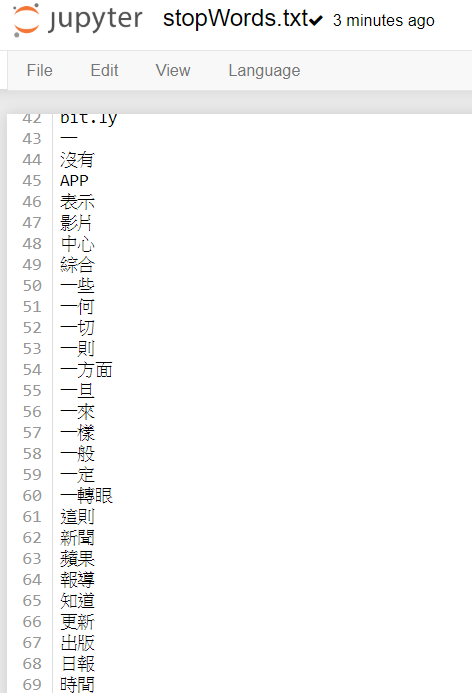 jupyter stopWords.txt 3 minutes ago
File Edit View Language
42 bit.ly
43 一
44 沒有
45 APP
46 表示
47 影片
48 中心
49 綜合
50 一些
51 一何
52 一切
53 一則
54 一方面
55 一旦
56 一來
57 一樣
58 一般
59 一定
60 一轉眼
61 這則
62 新聞
63 蘋果
64 報導
65 知道
66 更新
67 出版
68 日報
69 時間